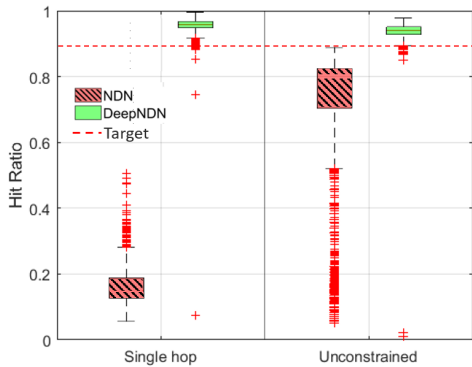 1
0.8
0.6
0.4
0.2
0
Hit Ratio
NDN
DeepNDN
Target
Single hop
Unconstrained